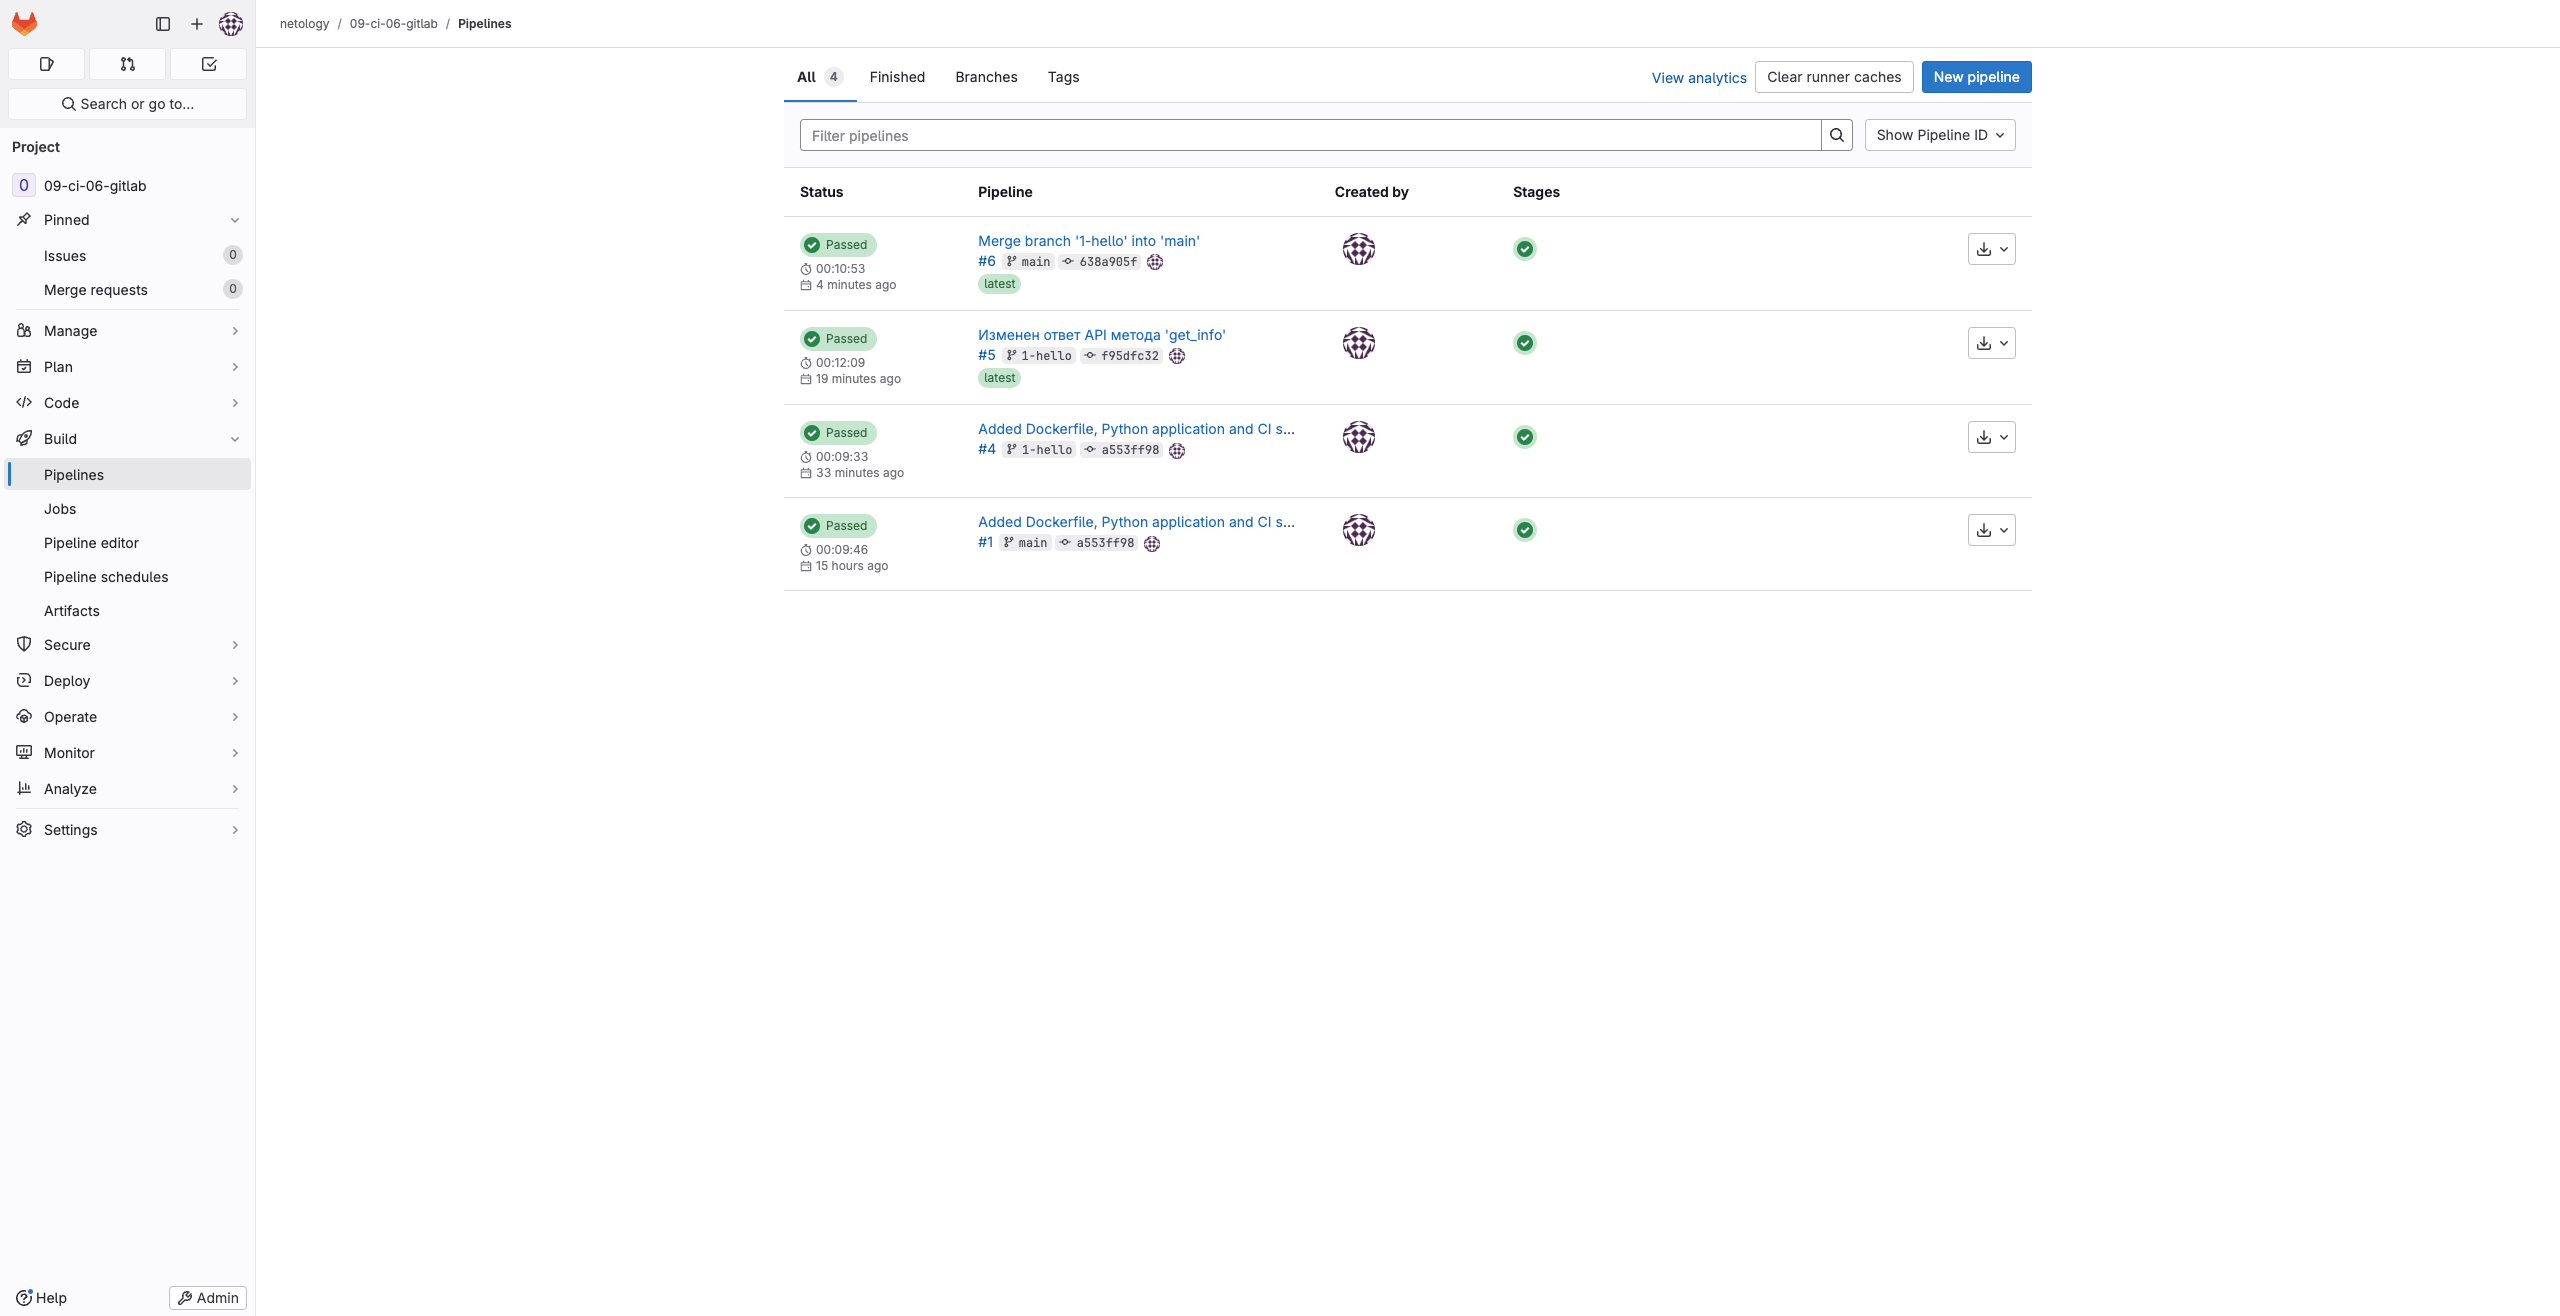 netology / 09-ci-06-gitlab / Pipelines
Search or go to...
Project
0 09-ci-06-gitlab
Pinned
Issues 0
Merge requests 0
Manage
Plan
Code
Build
Pipelines
Jobs
Pipeline editor
Pipeline schedules
Artifacts
Secure
Deploy
Operate
Monitor
Analyze
Settings
Help
Admin
All 4 Finished Branches Tags
View analytics Clear runner caches New pipeline
Filter pipelines
Show Pipeline ID
Status Pipeline Created by Stages
Passed
00:10:53
4 minutes ago
Merge branch '1-hello' into 'main'
#6 main 638a905f
latest
Passed
00:12:09
19 minutes ago
Изменен ответ API метода 'get_info'
#5 1-hello f95dfc32
latest
Passed
00:09:33
33 minutes ago
Added Dockerfile, Python application and CI s...
#4 1-hello a553ff98
Passed
00:09:46
15 hours ago
Added Dockerfile, Python application and CI s...
#1 main a553ff98